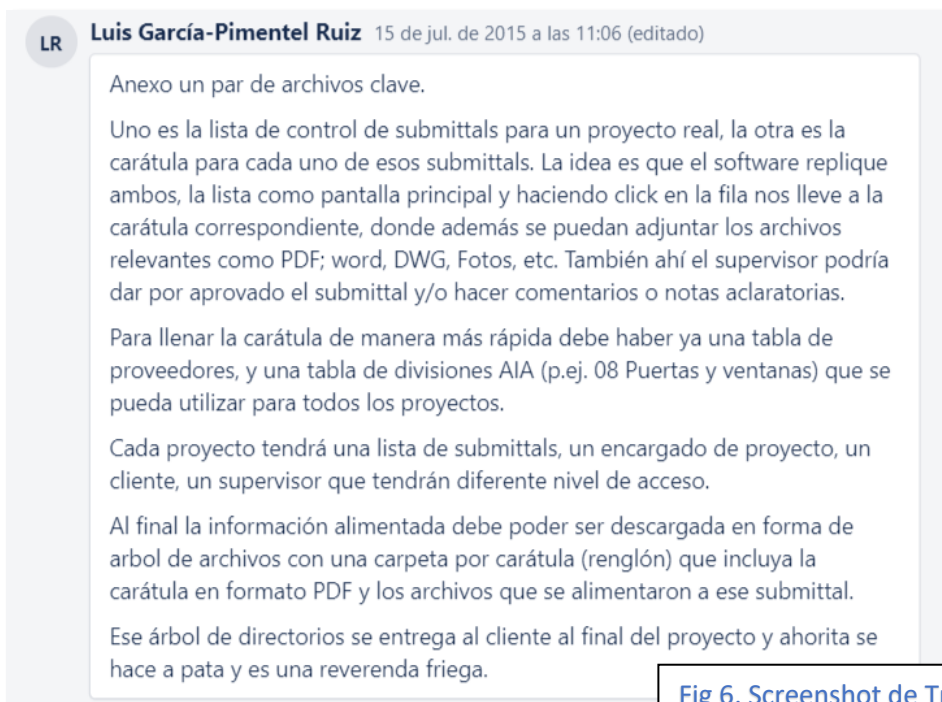 LR
Luis García-Pimentel Ruiz 15 de jul. de 2015 a las 11:06 (editado)
Anexo un par de archivos clave.
Uno es la lista de control de submittals para un proyecto real, la otra es la
carátula para cada uno de esos submittals. La idea es que el software replique
ambos, la lista como pantalla principal y haciendo click en la fila nos lleve a la
carátula correspondiente, donde además se puedan adjuntar los archivos
relevantes como PDF; word, DWG, Fotos, etc. También ahí el supervisor podría
dar por aprovado el submittal y/o hacer comentarios o notas aclaratorias.
Para llenar la carátula de manera más rápida debe haber ya una tabla de
proveedores, y una tabla de divisiones AIA (p.ej. 08 Puertas y ventanas) que se
pueda utilizar para todos los proyectos.
Cada proyecto tendrá una lista de submittals, un encargado de proyecto, un
cliente, un supervisor que tendrán diferente nivel de acceso.
Al final la información alimentada debe poder ser descargada en forma de
arbol de archivos con una carpeta por carátula (renglón) que incluya la
carátula en formato PDF y los archivos que se alimentaron a ese submittal.
Ese árbol de directorios se entrega al cliente al final del proyecto y ahorita se
hace a pata y es una reverenda friega.
Fig 6. Screenshot de